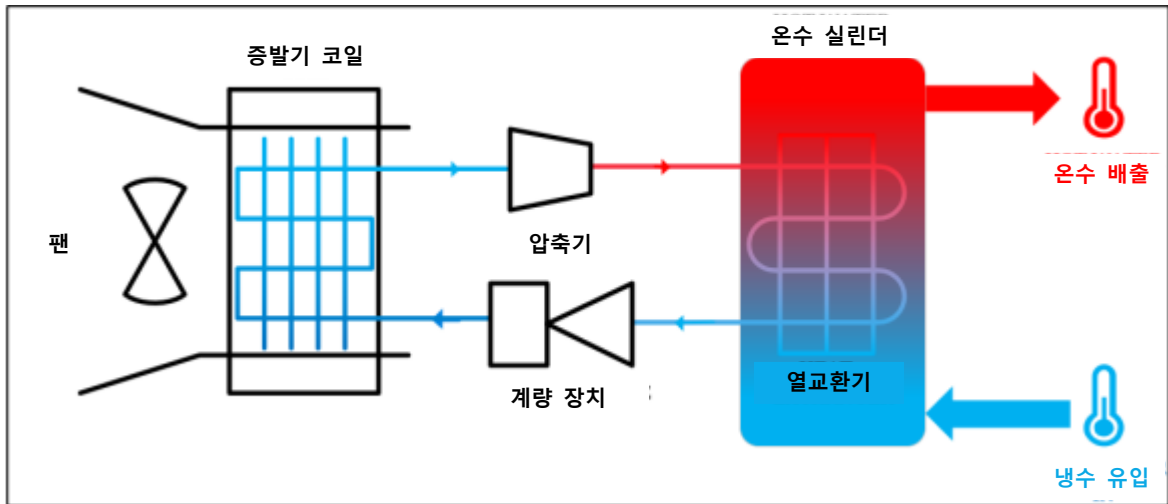 증발기 코일
온수 실린더
온수 배출
팬
압축기
계량 장치
열교환기
냉수 유입